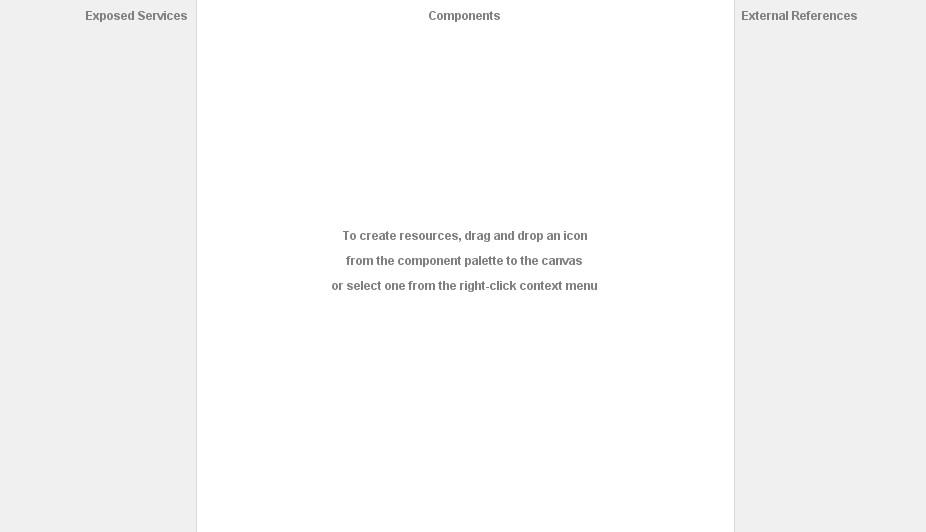 Exposed Services
Components
External References
To create resources, drag and drop an icon
from the component palette to the canvas
or select one from the right-click context menu